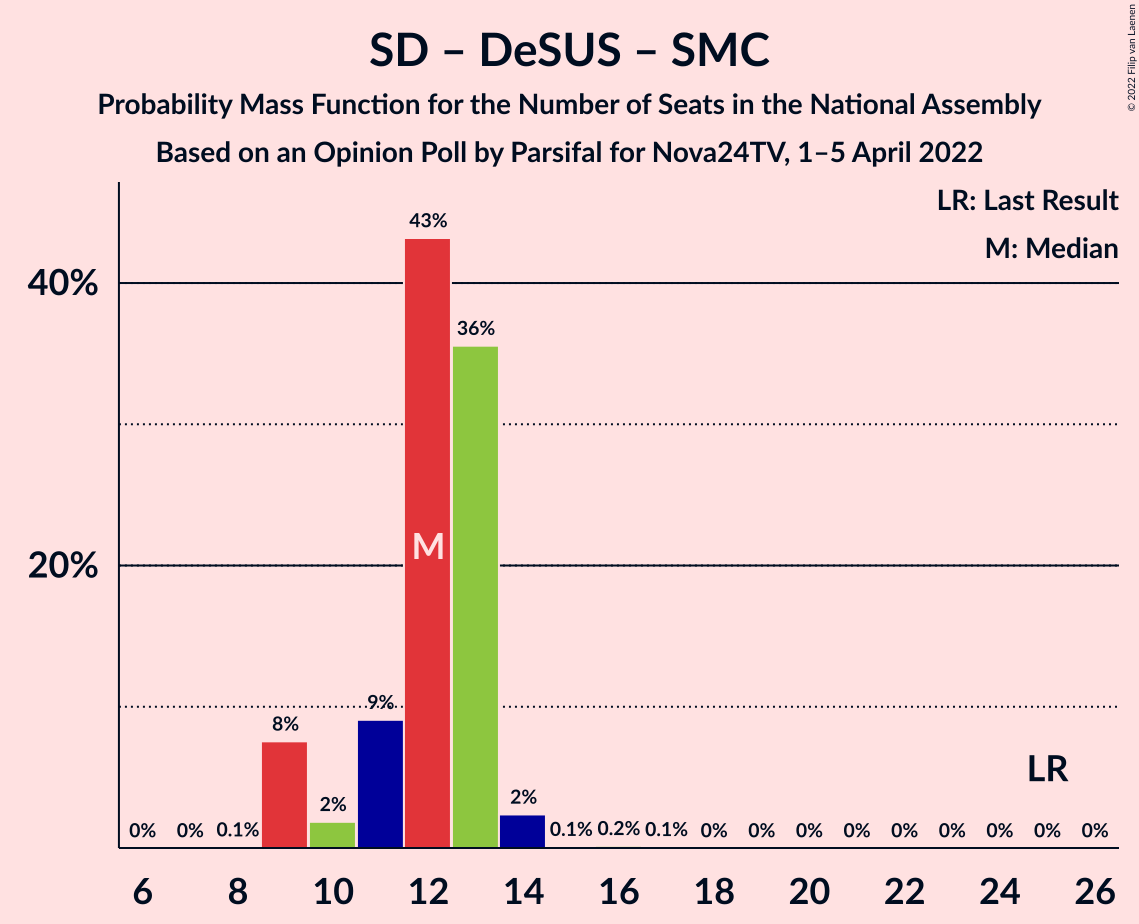 SD – DeSUS – SMC
Probability Mass Function for the Number of Seats in the National Assembly
Based on an Opinion Poll by Parsifal for Nova24TV, 1–5 April 2022
© 2022 Filip van Laenen
LR: Last Result
M: Median
40%
20%
0%
0%
0.1%
8%
2%
9%
43%
36%
2%
0.1%
0.2%
0.1%
0%
0%
0%
0%
0%
0%
0%
0%
0%
M
LR
6 8 10 12 14 16 18 20 22 24 26